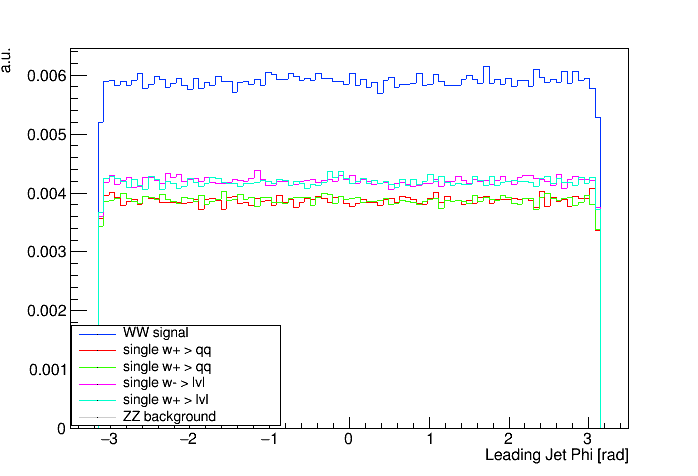 a.u.
0.006
0.005
0.004
0.003
0.002
0.001
0
WW signal
single w+ > qq
single w+ > qq
single w- > lvl
single w+ > lvl
ZZ background
−3 −2 −1 0 1 2 3
Leading Jet Phi [rad]